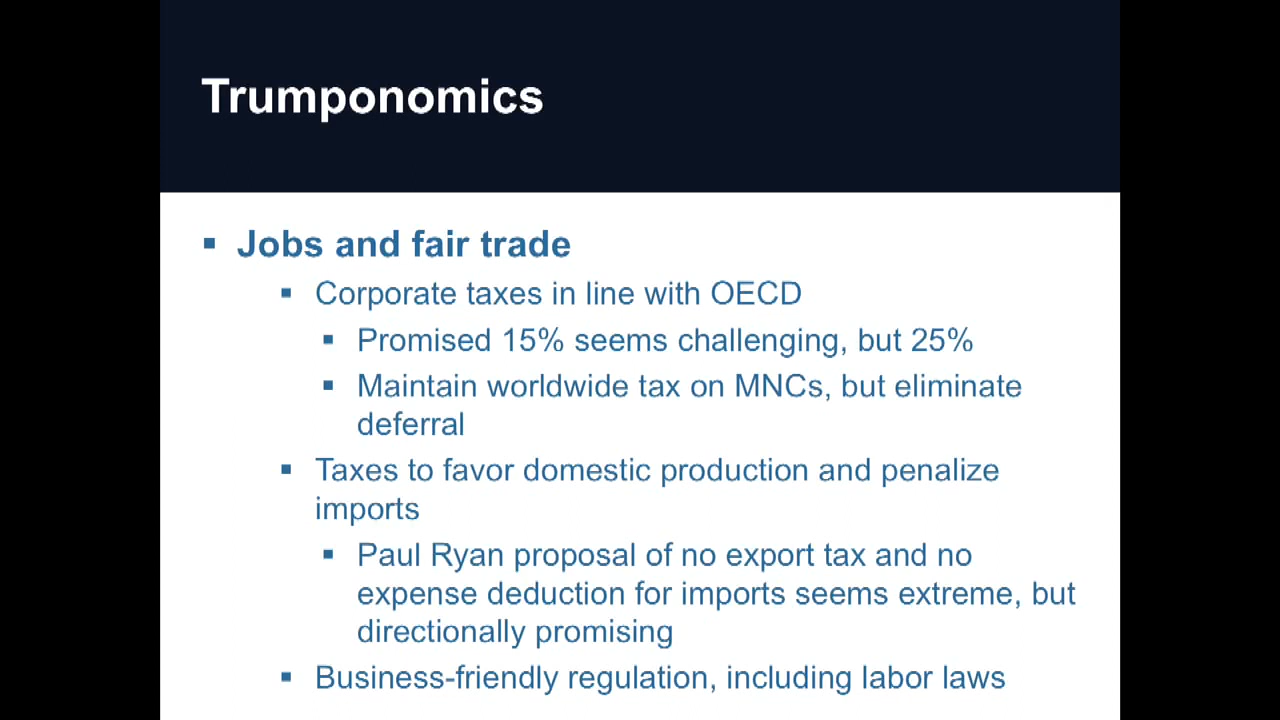 Trumponomics
Jobs and fair trade
Corporate taxes in line with OECD
Promised 15% seems challenging, but 25%
Maintain worldwide tax on MNCs, but eliminate
deferral
Taxes to favor domestic production and penalize
imports
Paul Ryan proposal of no export tax and no
expense deduction for imports seems extreme, but
directionally promising
Business-friendly regulation, including labor laws